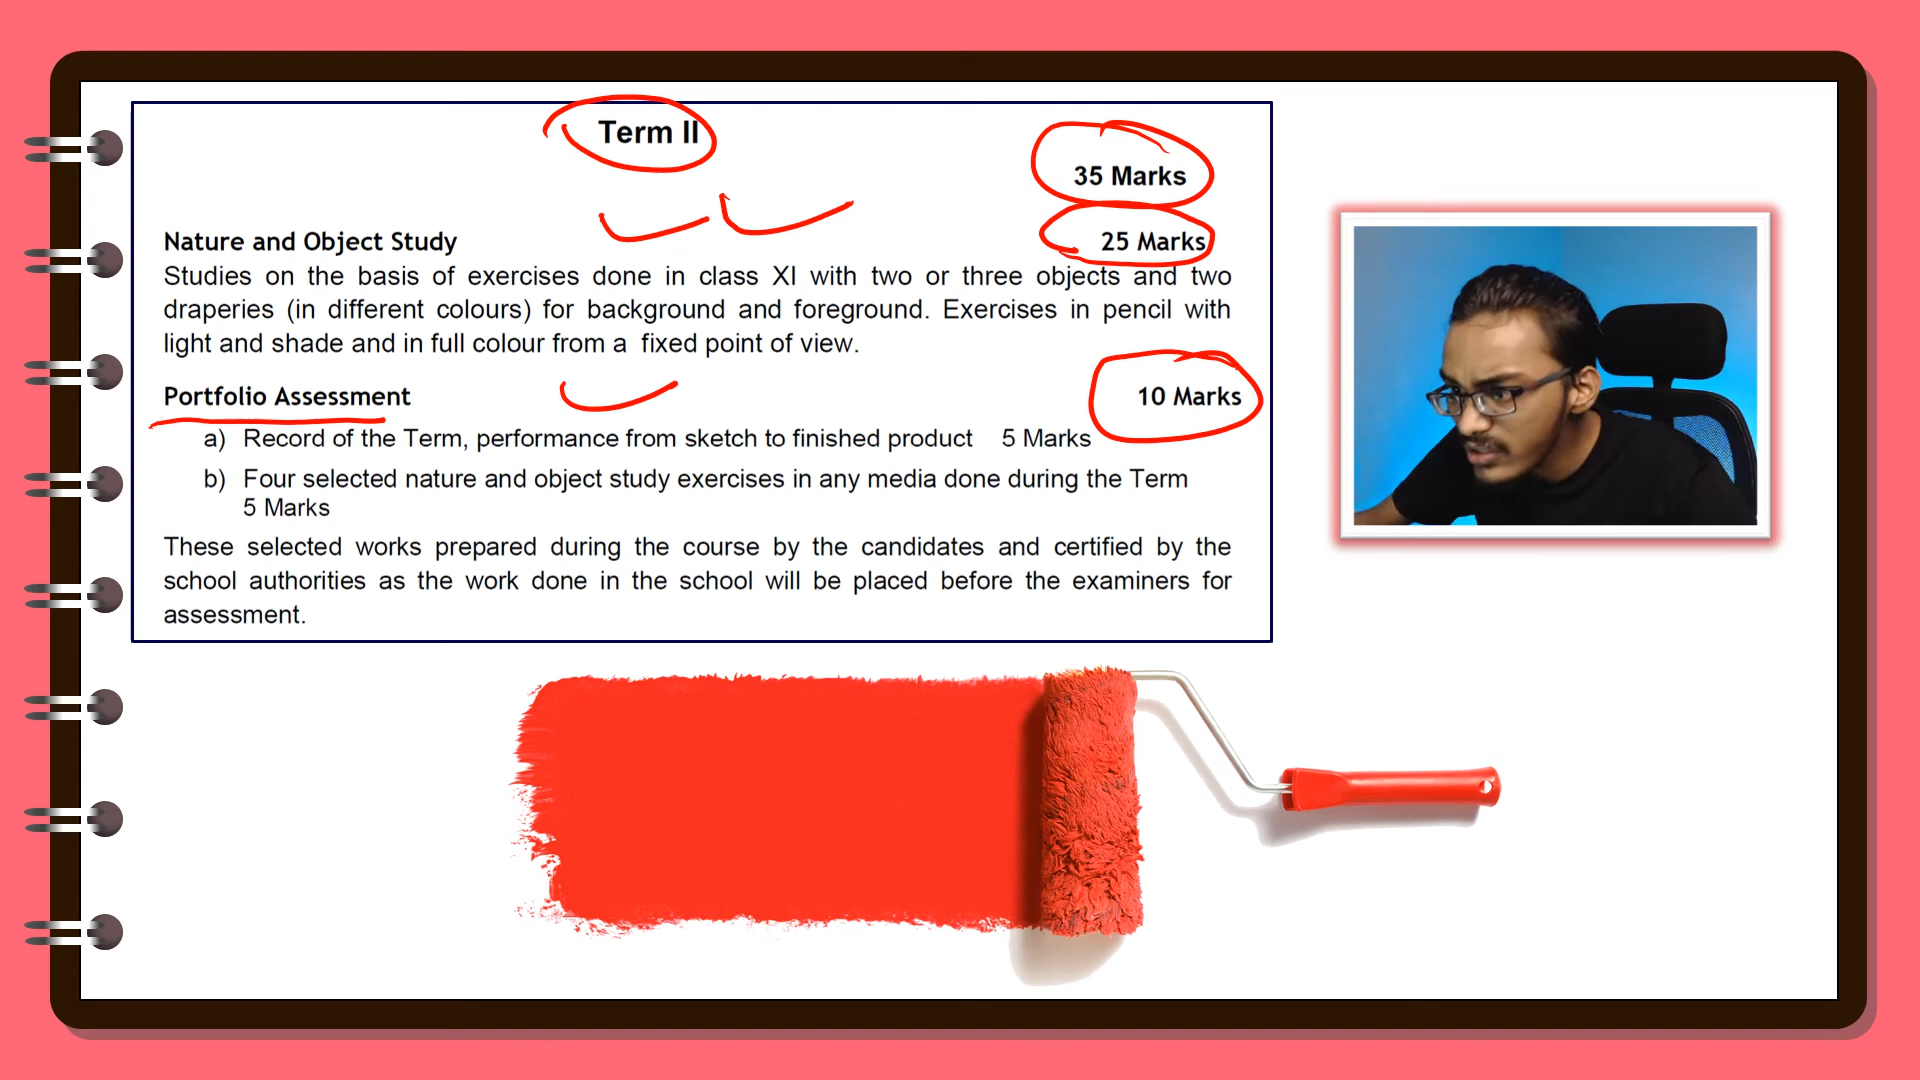 Term II
35 Marks
Nature and Object Study 25 Marks
Studies on the basis of exercises done in class XI with two or three objects and two
draperies (in different colours) for background and foreground. Exercises in pencil with
light and shade and in full colour from a fixed point of view.
Portfolio Assessment 10 Marks
a) Record of the Term, performance from sketch to finished product 5 Marks
b) Four selected nature and object study exercises in any media done during the Term
5 Marks
These selected works prepared during the course by the candidates and certified by the
school authorities as the work done in the school will be placed before the examiners for
assessment.